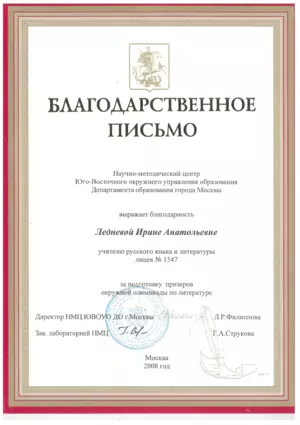 БЛАГОДАРСТВЕННОЕ
ПИСЬМО
Научно-методический центр
Юго-Восточного окружного управления образования
Департамента образования города Москвы
выражает благодарность
Ледневой Ирине Анатольевне
учителю русского языка и литературы
лицея № 1547
за подготовку призеров
окружной олимпиады по литературе
Директор НМЦ ЮВОУО ДО г.Москвы Л.Р.Филиппова
Зав. лабораторией НМЦ Г.А.Струкова
Москва
2008 год